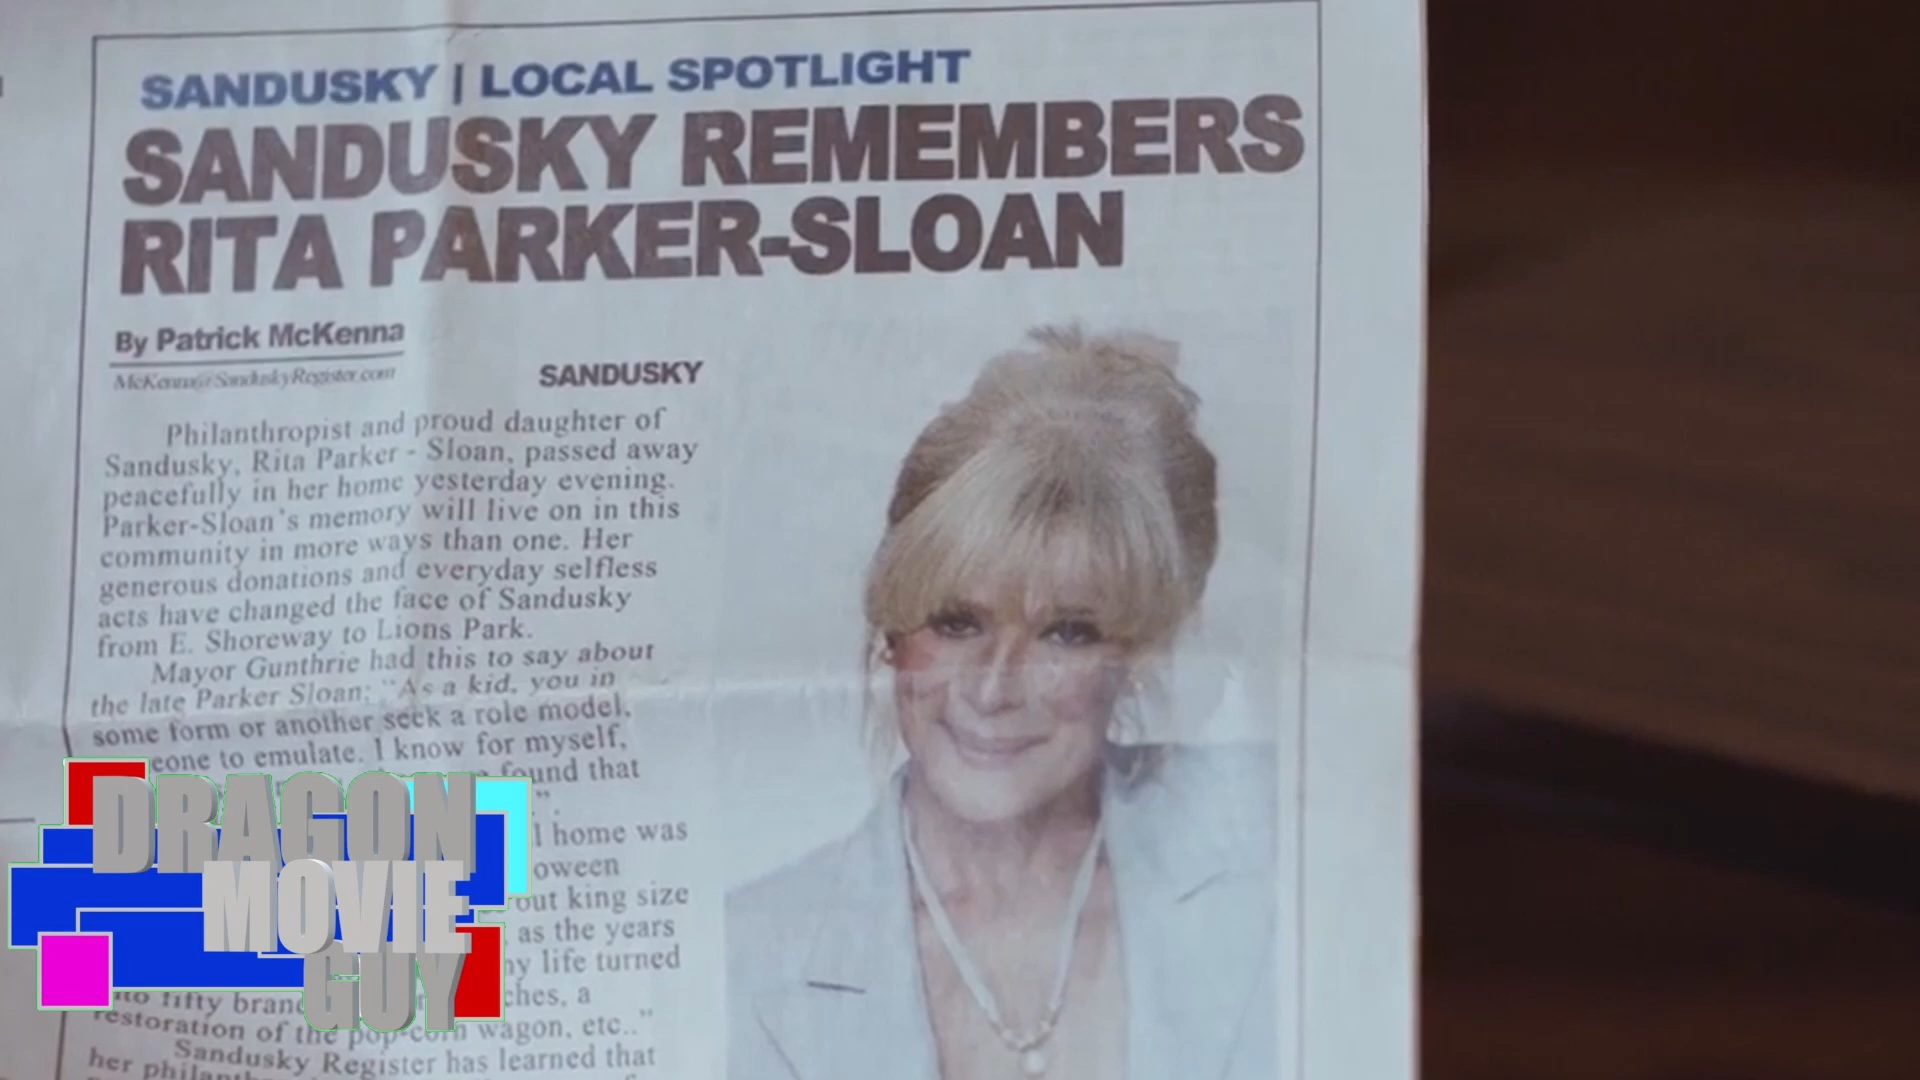 SANDUSKY | LOCAL SPOTLIGHT
SANDUSKY REMEMBERS
RITA PARKER-SLOAN
By Patrick McKenna
McKenna@SanduskyRegister.com
SANDUSKY
Philanthropist and proud daughter of
Sandusky, Rita Parker - Sloan, passed away
peacefully in her home yesterday evening.
Parker-Sloan's memory will live on in this
community in more ways than one. Her
generous donations and everyday selfless
acts have changed the face of Sandusky
from E. Shoreway to Lions Park.
Mayor Gunthrie had this to say about
the late Parker Sloan; "As a kid, you in
some form or another seek a role model,
eone to emulate. I know for myself,
found that
".
l home was
oween
out king size
, as the years
life turned
fifty
ches, a
restoration of the pop-corn wagon, etc.."
Sandusky Register has learned that
her
DRAGON
MOVIE
GUY